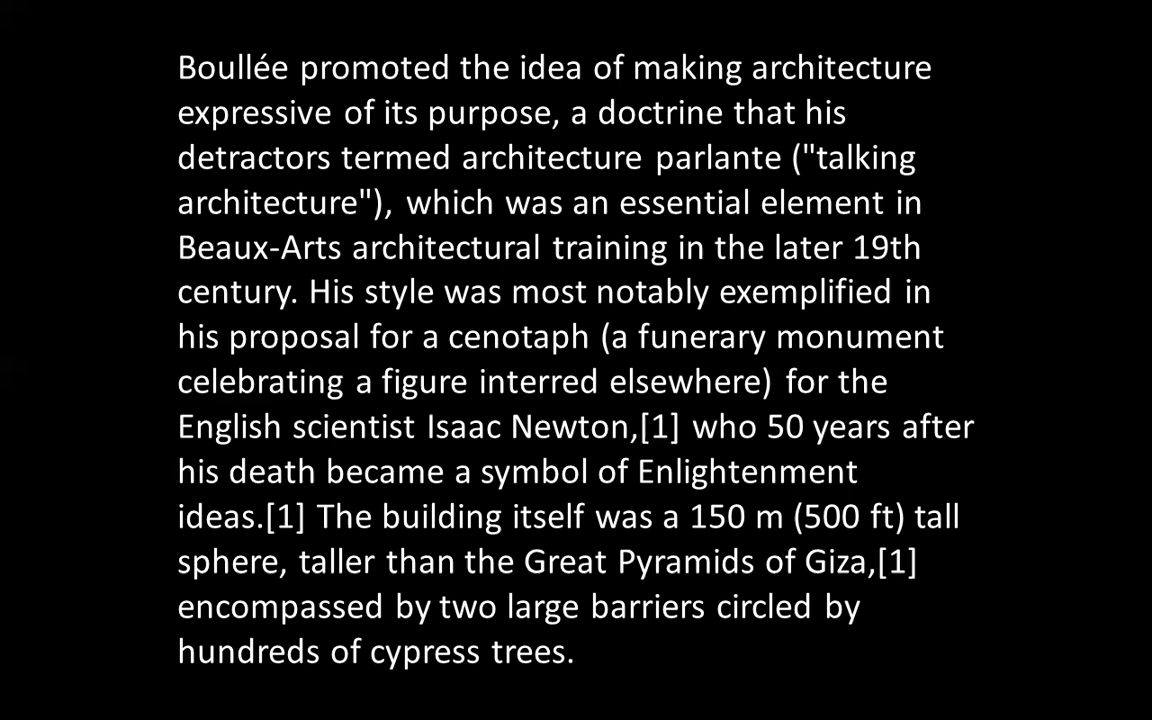 Boullée promoted the idea of making architecture
expressive of its purpose, a doctrine that his
detractors termed architecture parlante ("talking
architecture"), which was an essential element in
Beaux-Arts architectural training in the later 19th
century. His style was most notably exemplified in
his proposal for a cenotaph (a funerary monument
celebrating a figure interred elsewhere) for the
English scientist Isaac Newton,[1] who 50 years after
his death became a symbol of Enlightenment
ideas.[1] The building itself was a 150 m (500 ft) tall
sphere, taller than the Great Pyramids of Giza,[1]
encompassed by two large barriers circled by
hundreds of cypress trees.